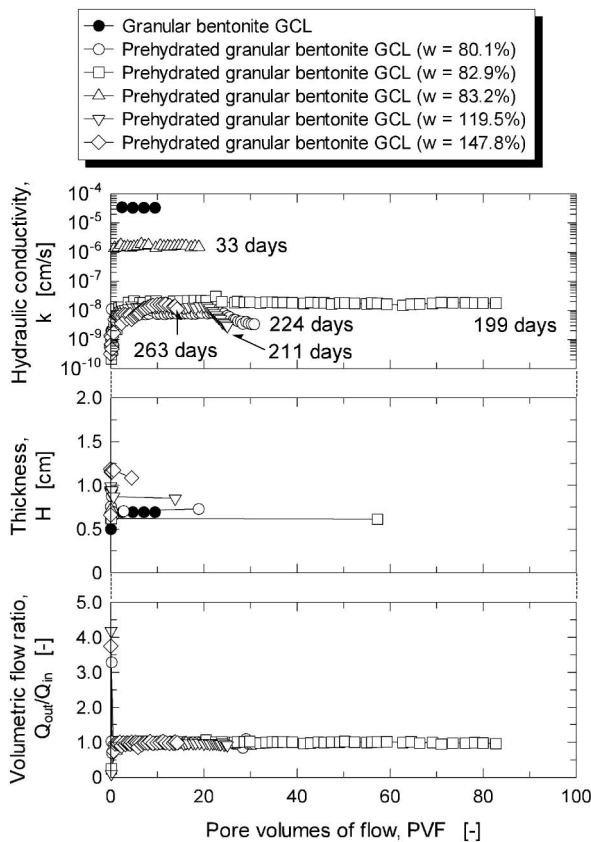 Granular bentonite GCL
Prehydrated granular bentonite GCL (w = 80.1%)
Prehydrated granular bentonite GCL (w = 82.9%)
Prehydrated granular bentonite GCL (w = 83.2%)
Prehydrated granular bentonite GCL (w = 119.5%)
Prehydrated granular bentonite GCL (w = 147.8%)
Hydraulic conductivity,
k [cm/s]
10⁻⁴
10⁻⁵
10⁻⁶
10⁻⁷
10⁻⁸
10⁻⁹
10⁻¹⁰
33 days
224 days
199 days
263 days
211 days
Thickness,
H [cm]
2.0
1.5
1.0
0.5
0
Volumetric flow ratio,
Qout/Qin [-]
5.0
4.0
3.0
2.0
1.0
0
0 20 40 60 80 100
Pore volumes of flow, PVF [-]